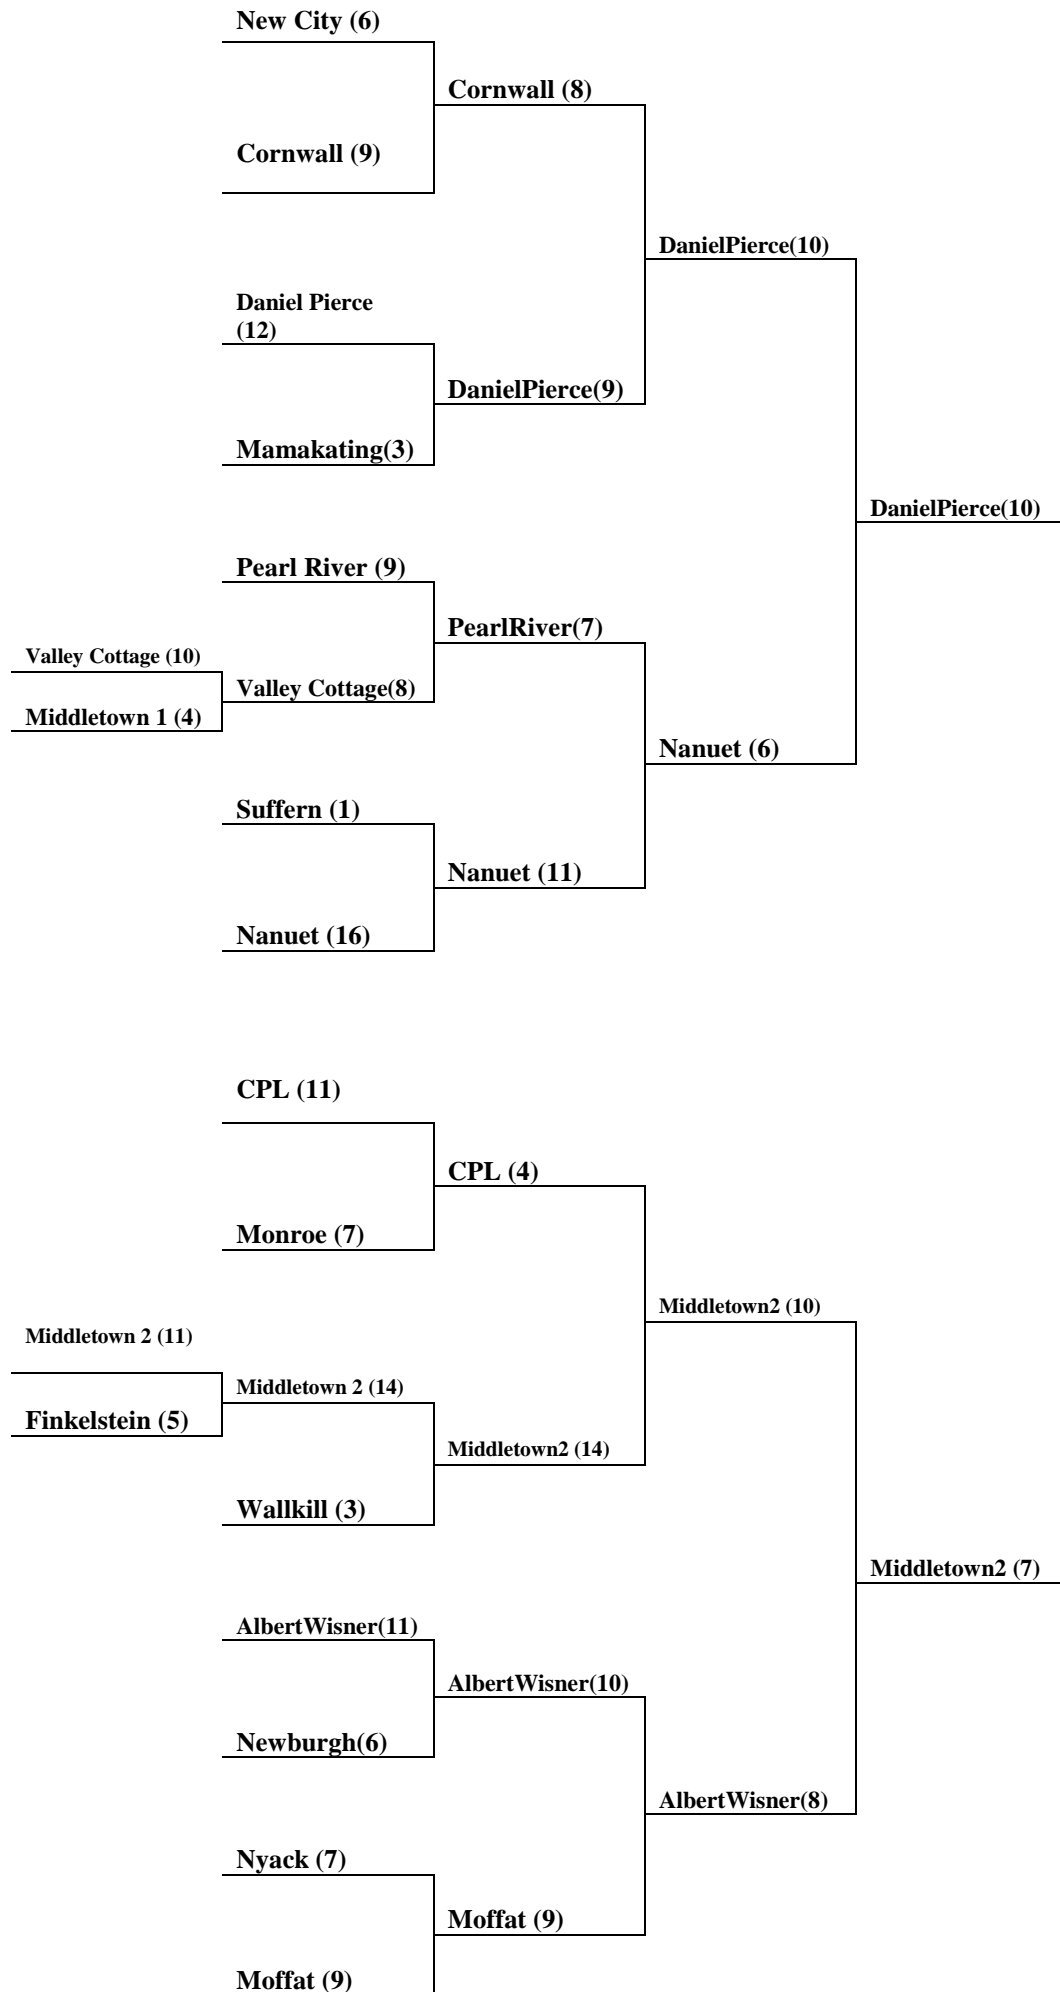 New City (6)
Cornwall (8)
Cornwall (9)
DanielPierce(10)
Daniel Pierce
(12)
DanielPierce(9)
Mamakating(3)
DanielPierce(10)
Pearl River (9)
PearlRiver(7)
Valley Cottage (10)
Valley Cottage(8)
Middletown 1 (4)
Nanuet (6)
Suffern (1)
Nanuet (11)
Nanuet (16)
CPL (11)
CPL (4)
Monroe (7)
Middletown2 (10)
Middletown 2 (11)
Middletown 2 (14)
Finkelstein (5)
Middletown2 (14)
Wallkill (3)
Middletown2 (7)
AlbertWisner(11)
AlbertWisner(10)
Newburgh(6)
AlbertWisner(8)
Nyack (7)
Moffat (9)
Moffat (9)